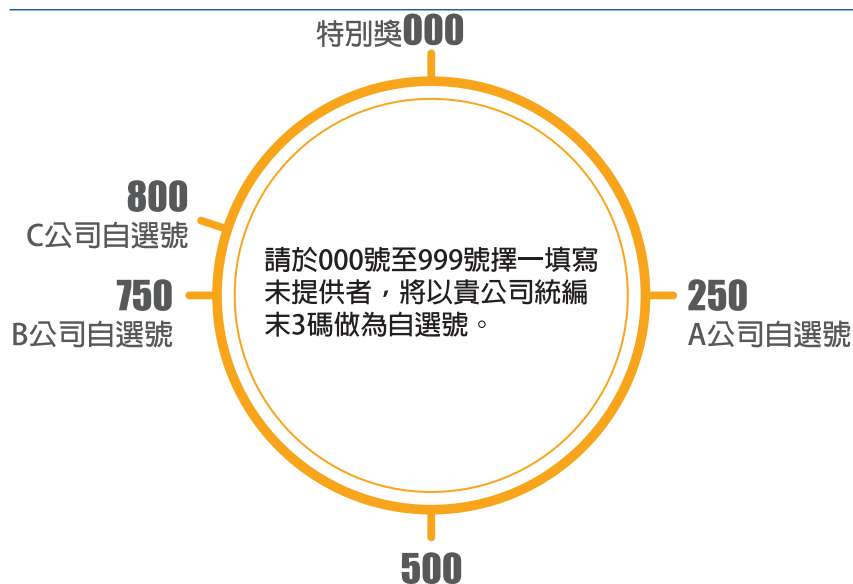 特別獎000
800
C公司自選號
請於000號至999號擇一填寫
未提供者，將以貴公司統編
末3碼做為自選號。
750
B公司自選號
250
A公司自選號
500